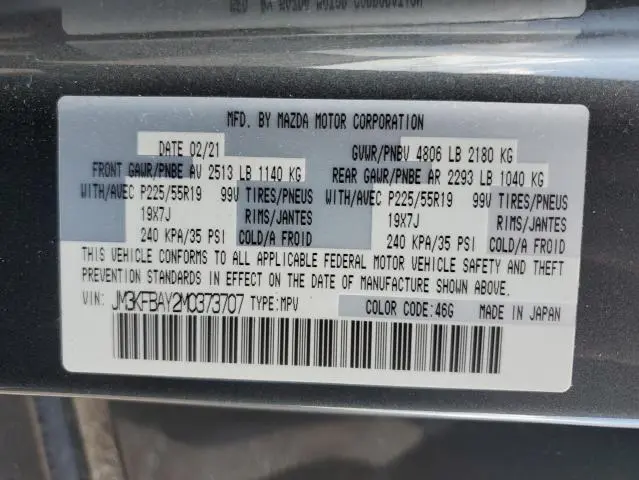 MFD. BY MAZDA MOTOR CORPORATION
DATE 02/21 GVWR/PNBV 4806 LB 2180 KG
FRONT GAWR/PNBE AV 2513 LB 1140 KG REAR GAWR/PNBE AR 2293 LB 1040 KG
WITH/AVEC P225/55R19 99V TIRES/PNEUS WITH/AVEC P225/55R19 99V TIRES/PNEUS
19X7J RIMS/JANTES 19X7J RIMS/JANTES
240 KPA/35 PSI COLD/A FROID 240 KPA/35 PSI COLD/A FROID
THIS VEHICLE CONFORMS TO ALL APPLICABLE FEDERAL MOTOR VEHICLE SAFETY AND THEFT
PREVENTION STANDARDS IN EFFECT ON THE DATE OF MANUFACTURE SHOWN ABOVE.
VIN: JM3KFBAY2M0373707 TYPE: MPV COLOR CODE: 46G MADE IN JAPAN